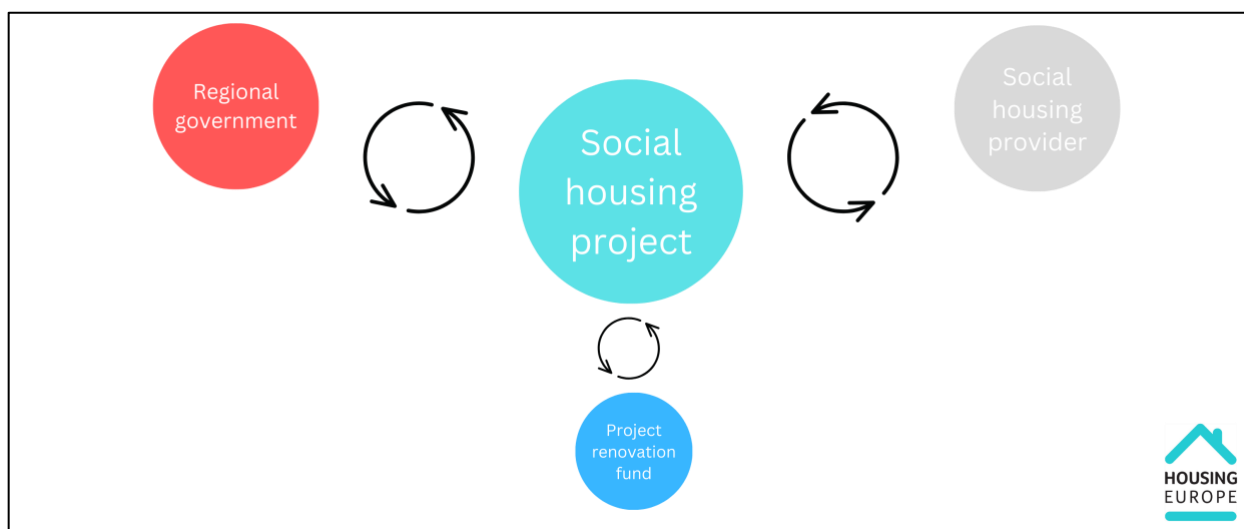 Regional
government
Social
housing
project
Social
housing
provider
Project
renovation
fund
HOUSING
EUROPE